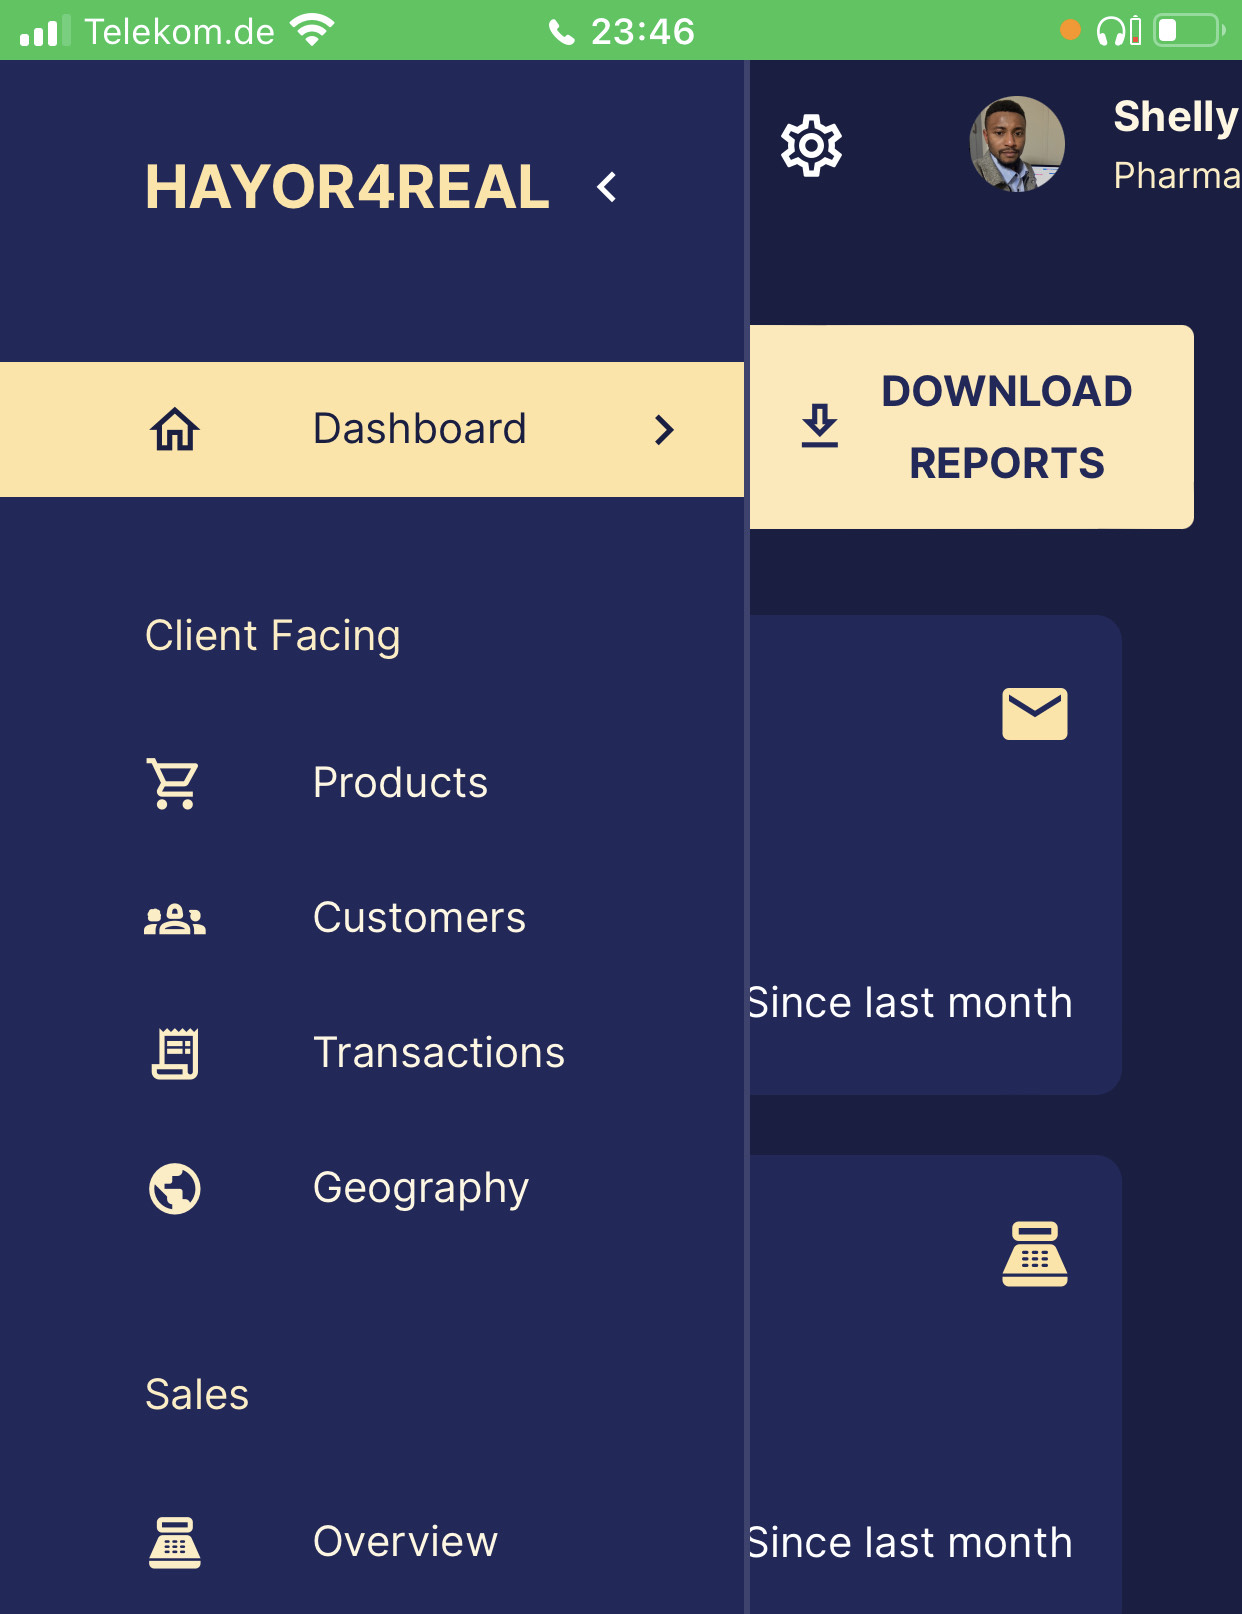 Telekom.de
23:46
HAYOR4REAL
Shelly
Pharma
Dashboard
DOWNLOAD
REPORTS
Client Facing
Products
Customers
Since last month
Transactions
Geography
Sales
Overview
Since last month